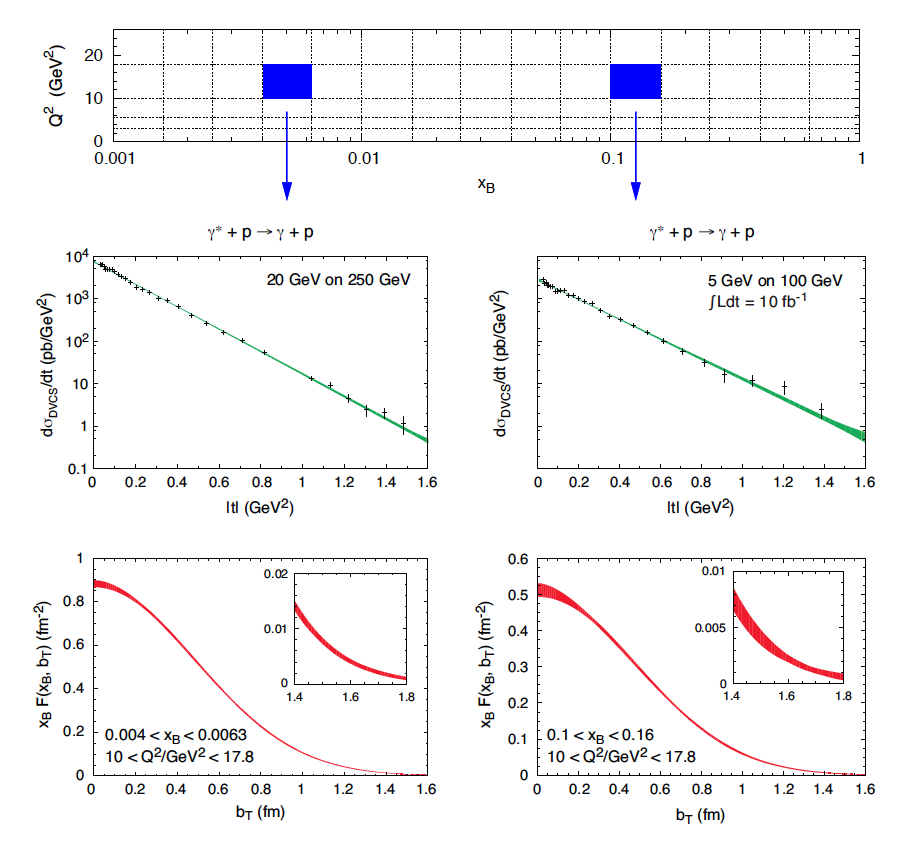 Q² (GeV²)
20
10
0
0.001 0.01 0.1 1
x_B
γ* + p → γ + p
dσ_DVCS/dt (pb/GeV²)
10⁴
10³
10²
10
1
0.1
20 GeV on 250 GeV
0 0.2 0.4 0.6 0.8 1 1.2 1.4 1.6
|t| (GeV²)
γ* + p → γ + p
dσ_DVCS/dt (pb/GeV²)
10⁴
10³
10²
10
1
0.1
5 GeV on 100 GeV
∫Ldt = 10 fb⁻¹
0 0.2 0.4 0.6 0.8 1 1.2 1.4 1.6
|t| (GeV²)
x_B F(x_B, b_T) (fm⁻²)
1
0.8
0.6
0.4
0.2
0
0.02
0.01
0
1.4 1.6 1.8
0.004 < x_B < 0.0063
10 < Q²/GeV² < 17.8
0 0.2 0.4 0.6 0.8 1 1.2 1.4 1.6
b_T (fm)
x_B F(x_B, b_T) (fm⁻²)
0.6
0.5
0.4
0.3
0.2
0.1
0
0.01
0.005
0
1.4 1.6 1.8
0.1 < x_B < 0.16
10 < Q²/GeV² < 17.8
0 0.2 0.4 0.6 0.8 1 1.2 1.4 1.6
b_T (fm)